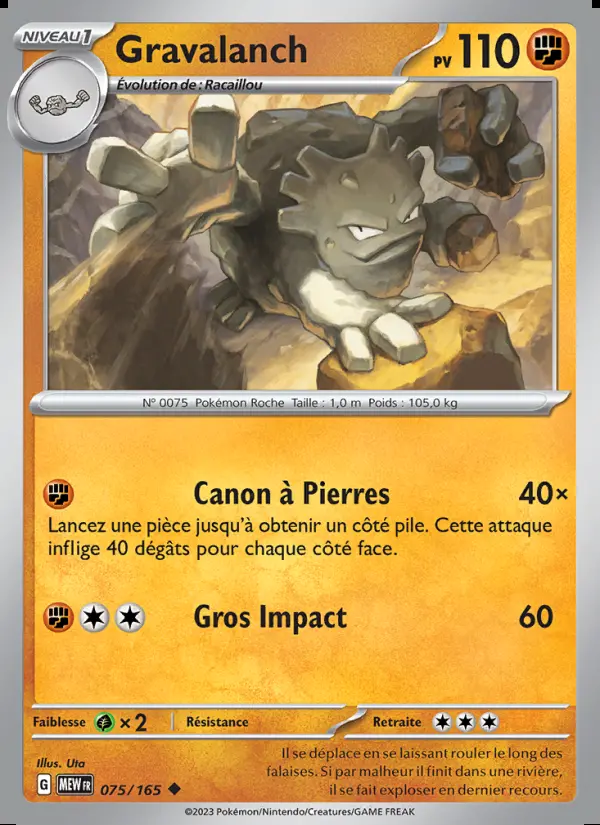 NIVEAU 1
Gravalanch
PV 110
Évolution de : Racaillou
N° 0075 Pokémon Roche Taille : 1,0 m Poids : 105,0 kg
Canon à Pierres 40×
Lancez une pièce jusqu'à obtenir un côté pile. Cette attaque
inflige 40 dégâts pour chaque côté face.
Gros Impact 60
Faiblesse ×2 Résistance Retraite
Il se déplace en se laissant rouler le long des
falaises. Si par malheur il finit dans une rivière,
il se fait exploser en dernier recours.
Illus. Uta
G MEW FR 075/165
©2023 Pokémon/Nintendo/Creatures/GAME FREAK